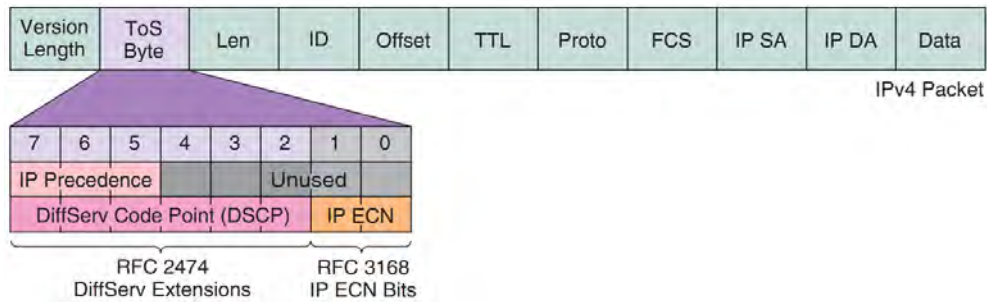 Version Length ToS Byte Len ID Offset TTL Proto FCS IP SA IP DA Data
IPv4 Packet
7 6 5 4 3 2 1 0
IP Precedence Unused
DiffServ Code Point (DSCP) IP ECN
RFC 2474 RFC 3168
DiffServ Extensions IP ECN Bits